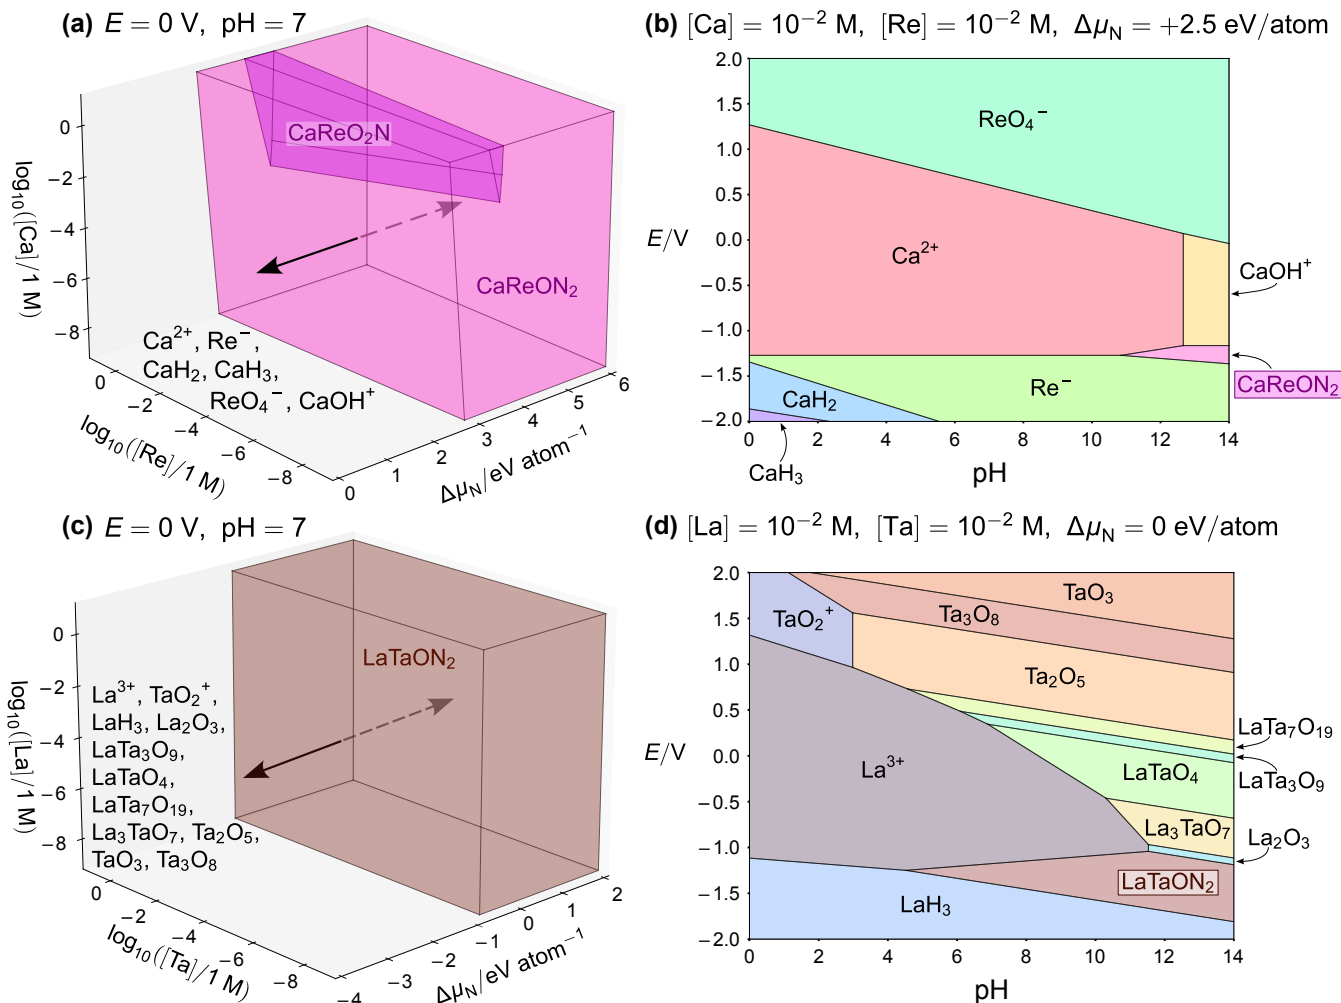 (a) E = 0 V, pH = 7
CaReO₂N
CaReON₂
Ca²⁺, Re⁻,
CaH₂, CaH₃,
ReO₄⁻, CaOH⁺
log₁₀([Ca]/1 M)
0
−2
−4
−6
−8
log₁₀([Re]/1 M)
0
−2
−4
−6
−8
Δμ_N/eV atom⁻¹
0
1
2
3
4
5
6
(b) [Ca] = 10⁻² M, [Re] = 10⁻² M, Δμ_N = +2.5 eV/atom
E/V
2.0
1.5
1.0
0.5
0.0
−0.5
−1.0
−1.5
−2.0
ReO₄⁻
Ca²⁺
CaOH⁺
CaReON₂
Re⁻
CaH₂
CaH₃
0 2 4 6 8 10 12 14
pH
(c) E = 0 V, pH = 7
LaTaON₂
La³⁺, TaO₂⁺,
LaH₃, La₂O₃,
LaTa₃O₉,
LaTaO₄,
LaTa₇O₁₉,
La₃TaO₇, Ta₂O₅,
TaO₃, Ta₃O₈
log₁₀([La]/1 M)
0
−2
−4
−6
−8
log₁₀([Ta]/1 M)
0
−2
−4
−6
−8
Δμ_N/eV atom⁻¹
−4
−3
−2
−1
0
1
2
(d) [La] = 10⁻² M, [Ta] = 10⁻² M, Δμ_N = 0 eV/atom
E/V
2.0
1.5
1.0
0.5
0.0
−0.5
−1.0
−1.5
−2.0
TaO₃
Ta₃O₈
TaO₂⁺
Ta₂O₅
LaTa₇O₁₉
LaTa₃O₉
La³⁺
LaTaO₄
La₃TaO₇
La₂O₃
LaTaON₂
LaH₃
0 2 4 6 8 10 12 14
pH